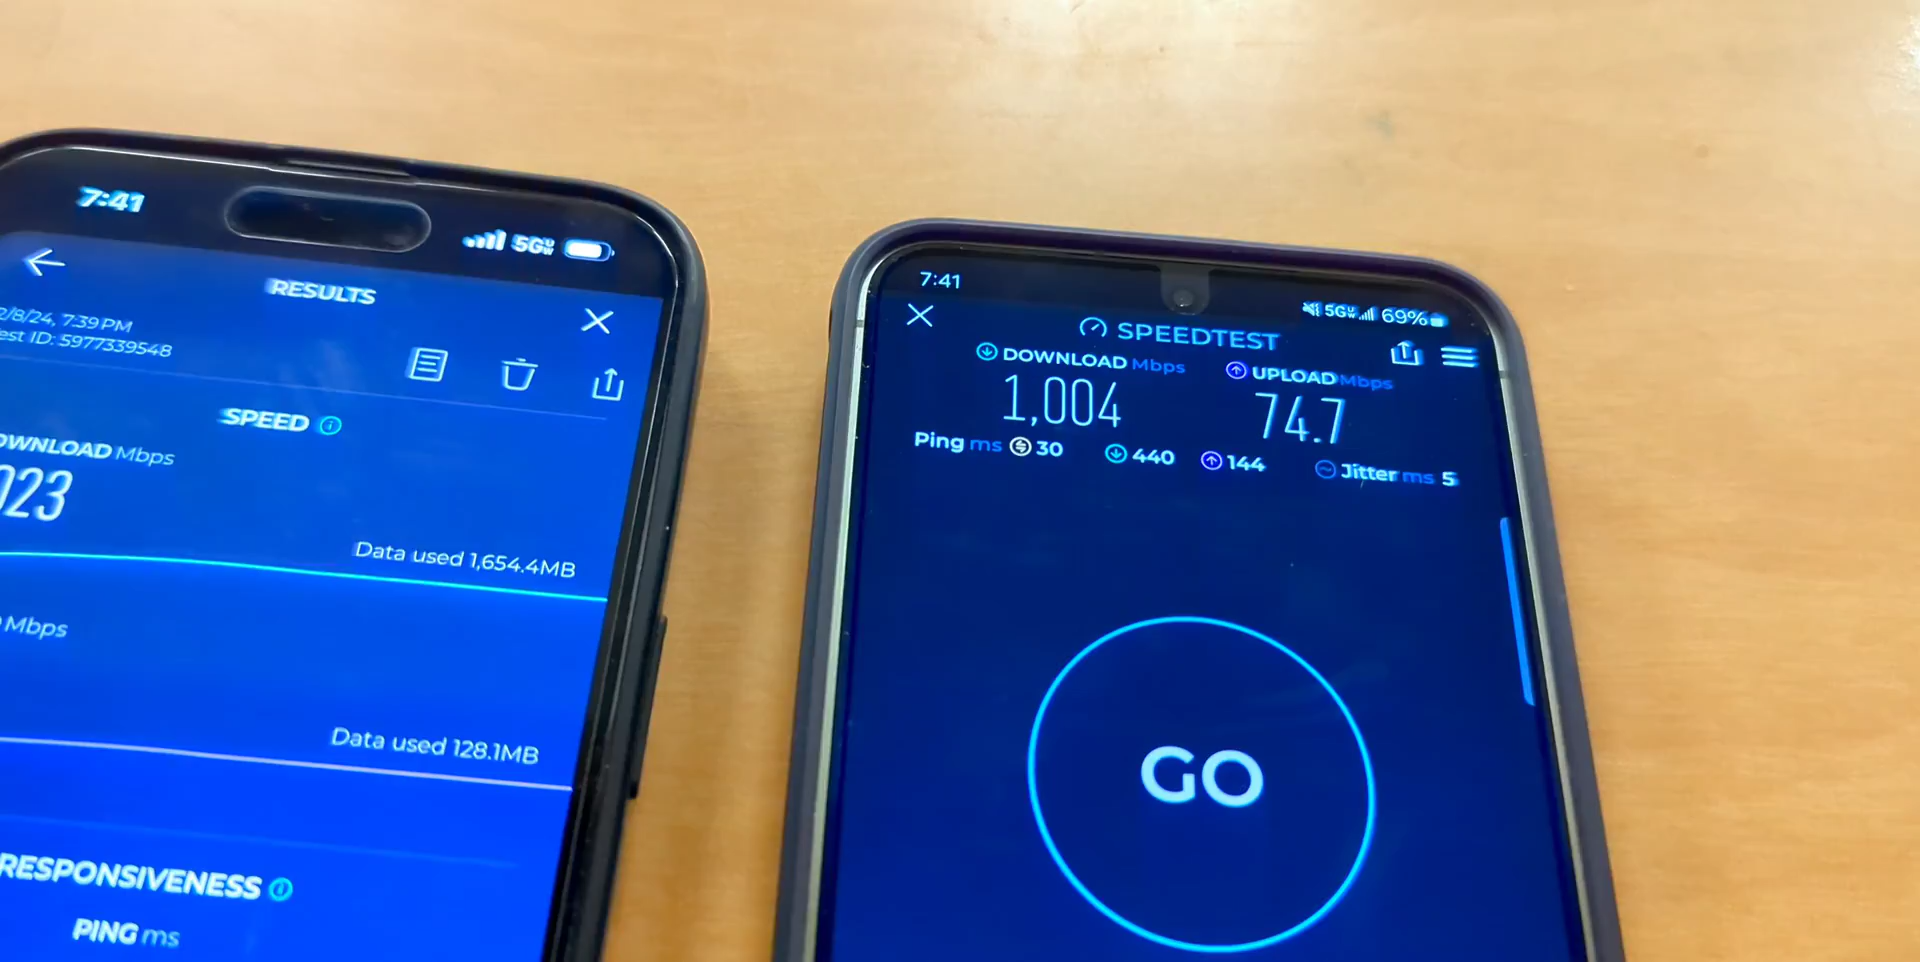 7:41
5G UW
RESULTS
2/8/24, 7:39 PM
est ID: 5977339548
SPEED
OWNLOAD Mbps
023
Data used 1,654.4MB
Mbps
Data used 128.1MB
RESPONSIVENESS
PING ms
7:41
5G UW 69%
SPEEDTEST
DOWNLOAD Mbps UPLOAD Mbps
1,004 74.7
Ping ms 30 440 144 Jitter ms 5
GO